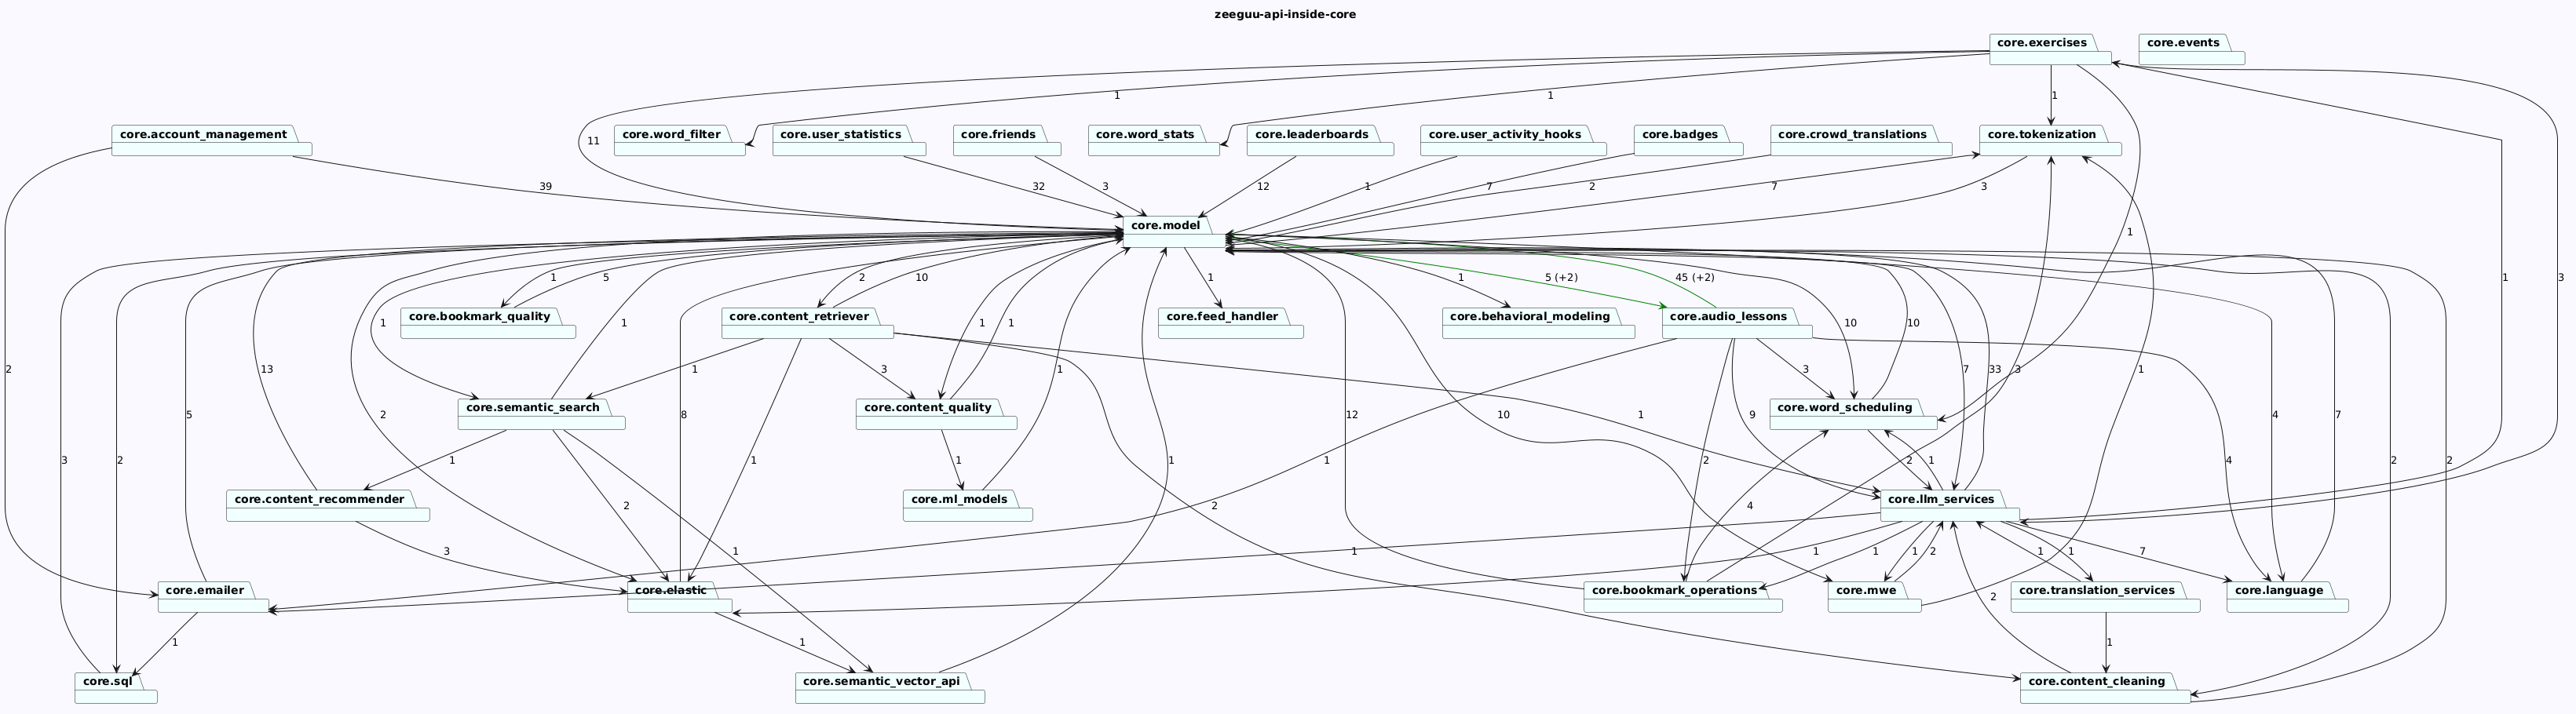 zeeguu-api-inside-core
core.exercises
core.events
1
1
1
11
core.account_management
core.word_filter
core.user_statistics
core.friends
core.word_stats
core.leaderboards
core.user_activity_hooks
core.badges
core.crowd_translations
core.tokenization
39
32
3
12
1
7
2
7
3
core.model
1
1
5
2
10
1
1
1
1
5 (+2)
45 (+2)
1
3
core.bookmark_quality
core.content_retriever
core.feed_handler
core.behavioral_modeling
core.audio_lessons
1
1
10
10
2
13
1
3
1
3
7
33
3
1
core.semantic_search
core.content_quality
core.word_scheduling
3
2
5
2
8
12
10
1
9
4
7
1
1
2
1
1
2
2
1
4
2
2
core.content_recommender
core.ml_models
core.llm_services
3
1
2
1
1
1
4
1
1
2
1
1
7
core.emailer
core.elastic
core.bookmark_operations
core.mwe
core.translation_services
core.language
2
1
1
1
core.sql
core.semantic_vector_api
core.content_cleaning